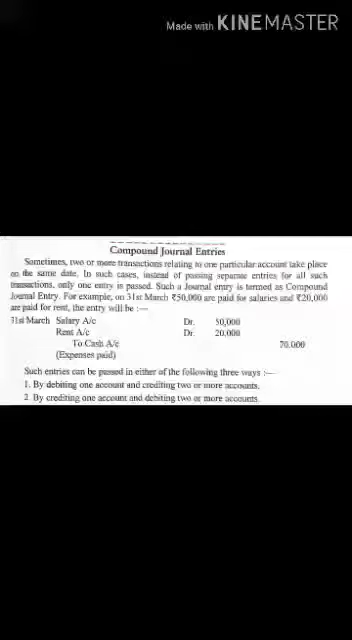 Made with KINEMASTER
Compound Journal Entries
Sometimes, two or more transactions relating to one particular account take place
on the same date. In such cases, instead of passing separate entries for all such
transactions, only one entry is passed. Such a Journal entry is termed as Compound
Journal Entry. For example, on 31st March ₹50,000 are paid for salaries and ₹20,000
are paid for rent, the entry will be :—
31st March Salary A/c Dr. 50,000
Rent A/c Dr. 20,000
To Cash A/c 70,000
(Expenses paid)
Such entries can be passed in either of the following three ways :—
1. By debiting one account and crediting two or more accounts.
2. By crediting one account and debiting two or more accounts.